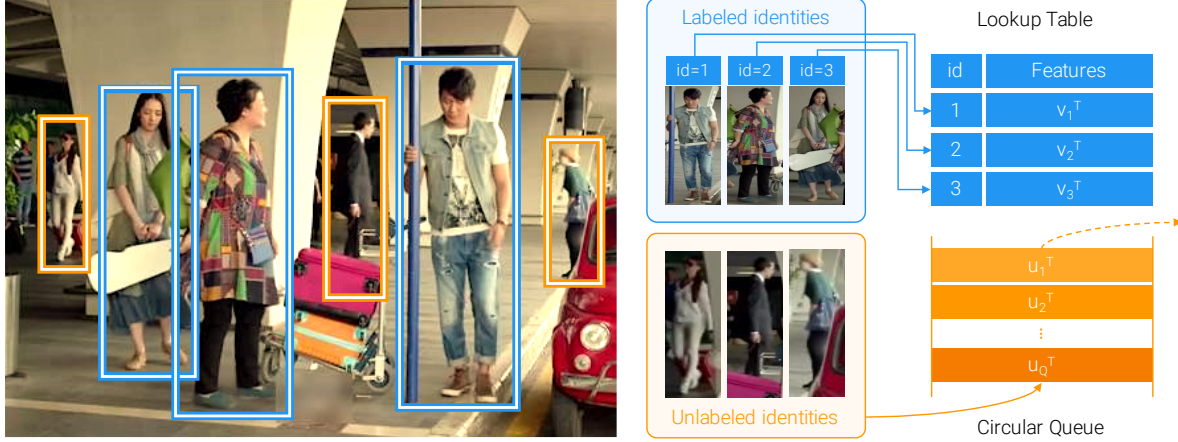 Labeled identities
id=1 id=2 id=3
Unlabeled identities
Lookup Table
id Features
1 v₁ᵀ
2 v₂ᵀ
3 v₃ᵀ
u₁ᵀ
u₂ᵀ
⋮
u_Qᵀ
Circular Queue